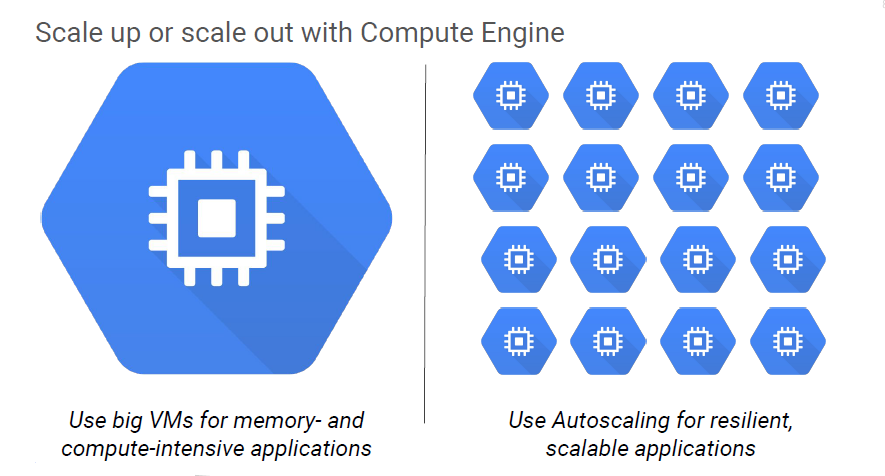 Scale up or scale out with Compute Engine
Use big VMs for memory- and
compute-intensive applications
Use Autoscaling for resilient,
scalable applications